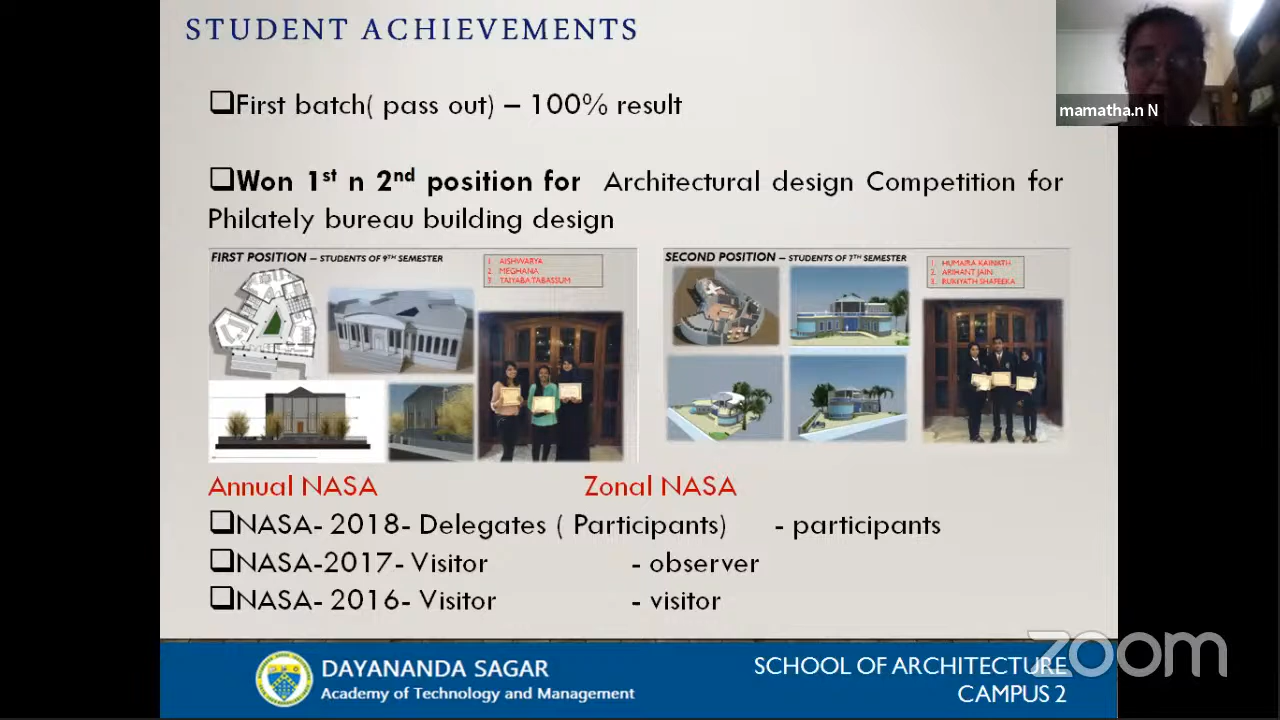 STUDENT ACHIEVEMENTS
mamatha.n N
❑First batch( pass out) – 100% result
❑Won 1st n 2nd position for Architectural design Competition for
Philately bureau building design
FIRST POSITION – STUDENTS OF 9TH SEMESTER
1. AISHWARYA
2. MEGHANA
3. TAIYABA TABASSUM
SECOND POSITION – STUDENTS OF 7TH SEMESTER
1. HUMAIRA KAINATH
2. ARIHANT JAIN
3. RUMIYATH SHAFEEKA
Annual NASA Zonal NASA
❑NASA- 2018- Delegates ( Participants) - participants
❑NASA-2017- Visitor - observer
❑NASA- 2016- Visitor - visitor
DAYANANDA SAGAR
Academy of Technology and Management
SCHOOL OF ARCHITECTURE
CAMPUS 2
zoom